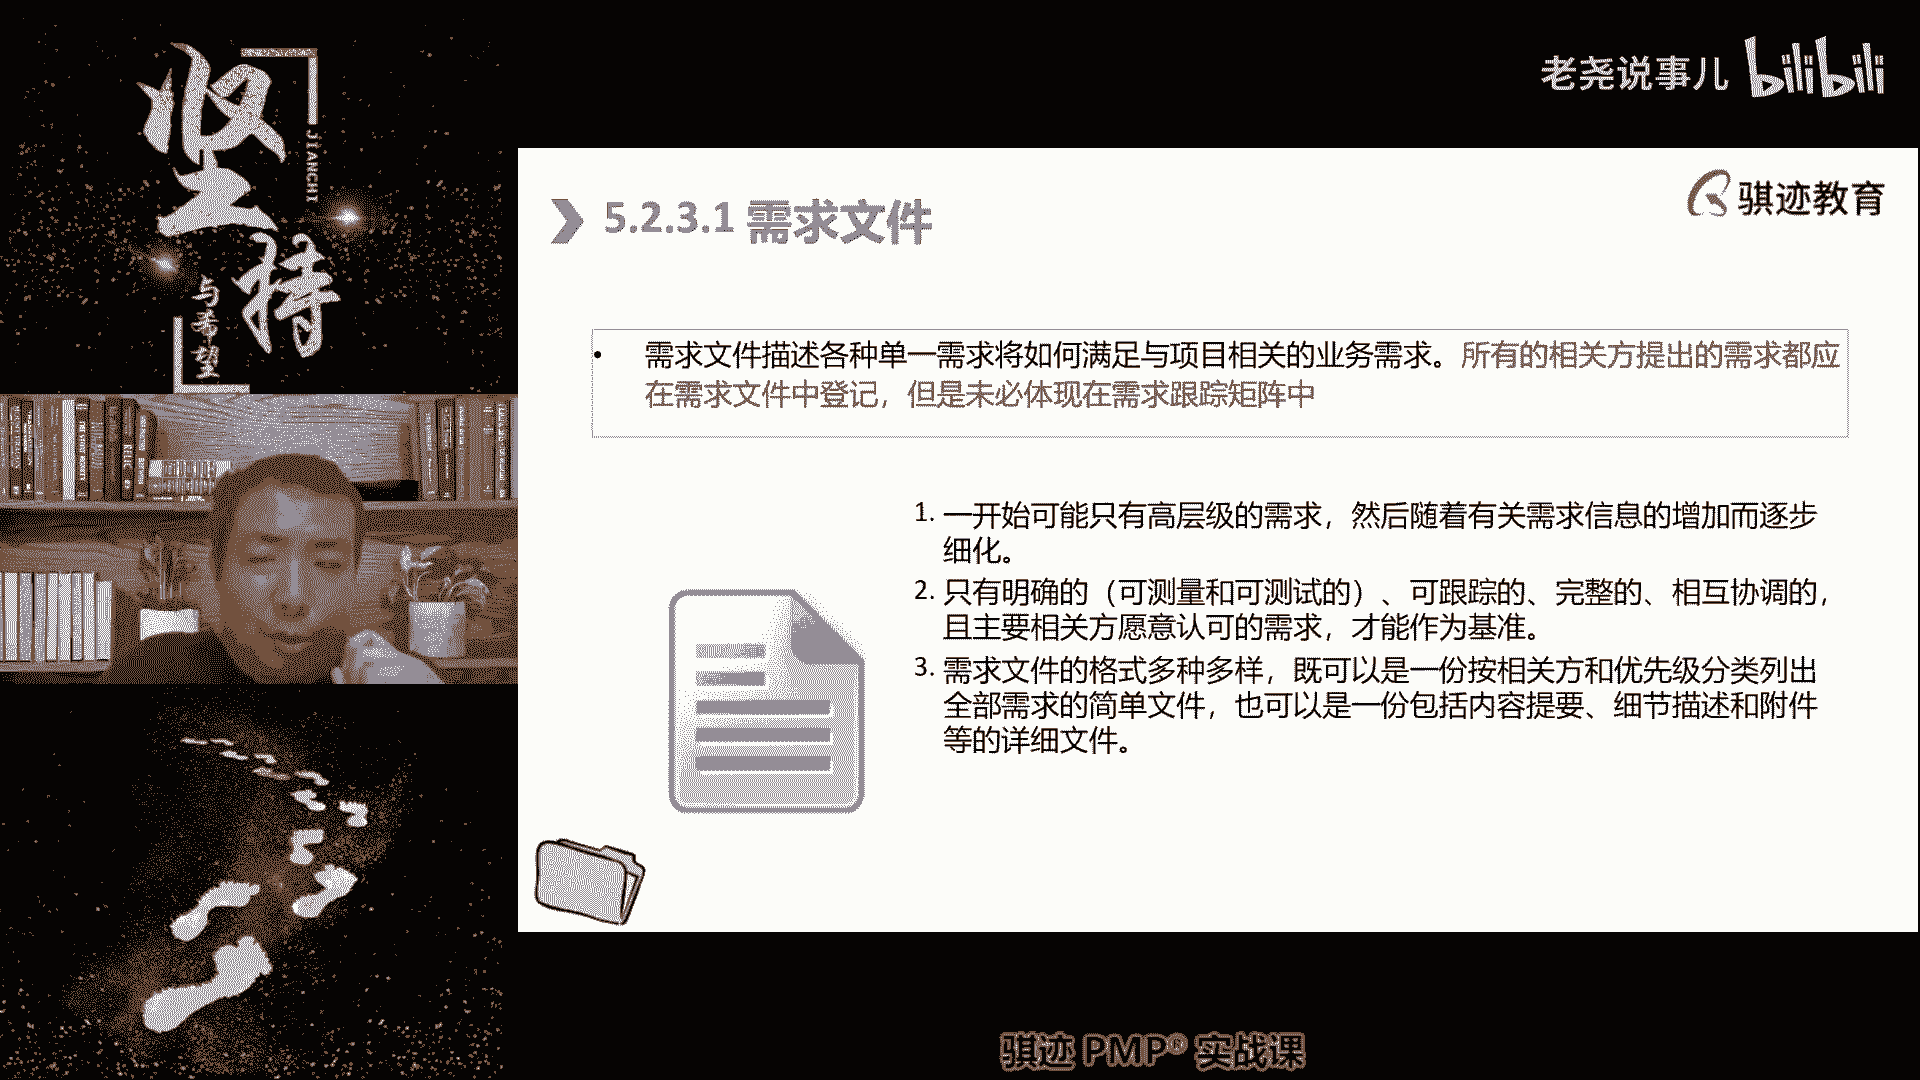 坚持
JIANCHI
与希望
老尧说事儿 bilibili
骐迹教育
5.2.3.1 需求文件
• 需求文件描述各种单一需求将如何满足与项目相关的业务需求。所有的相关方提出的需求都应
在需求文件中登记，但是未必体现在需求跟踪矩阵中
1. 一开始可能只有高层级的需求，然后随着有关需求信息的增加而逐步
细化。
2. 只有明确的（可测量和可测试的）、可跟踪的、完整的、相互协调的，
且主要相关方愿意认可的需求，才能作为基准。
3. 需求文件的格式多种多样，既可以是一份按相关方和优先级分类列出
全部需求的简单文件，也可以是一份包括内容提要、细节描述和附件
等的详细文件。
骐迹 PMP® 实战课